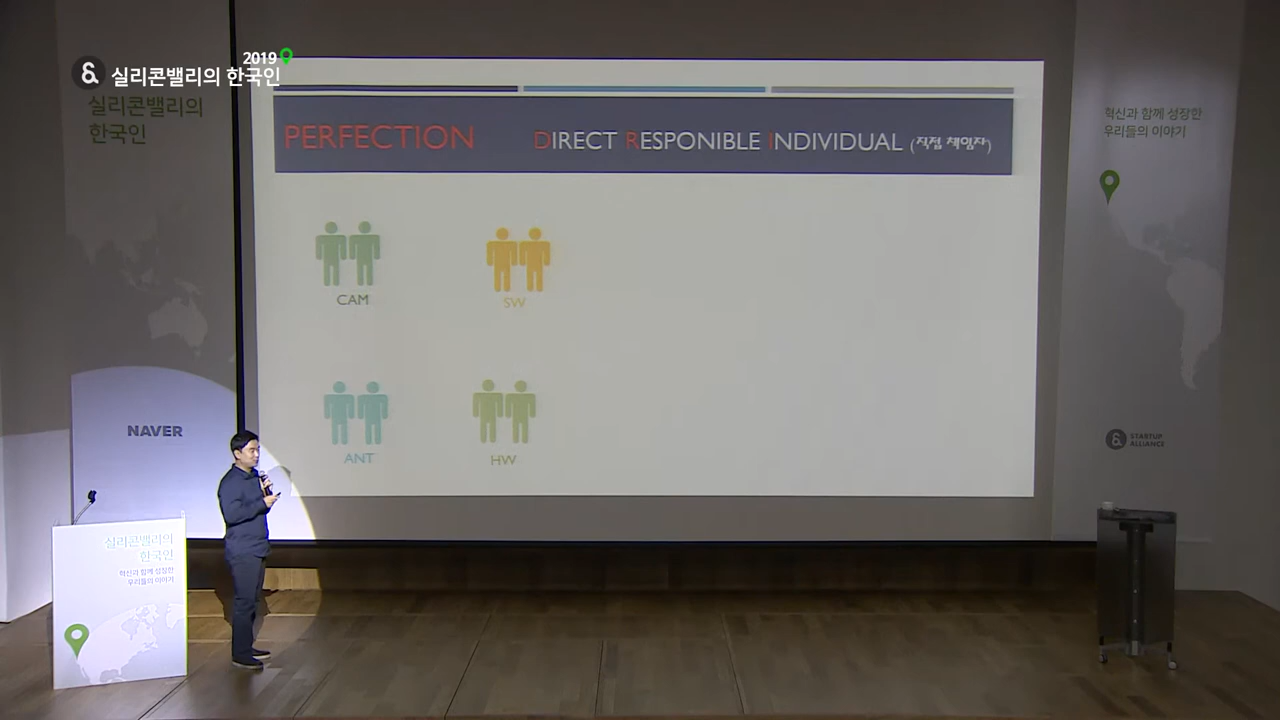 2019
& 실리콘밸리의 한국인
실리콘밸리의
한국인
PERFECTION DIRECT RESPONIBLE INDIVIDUAL (직접 책임자)
CAM
SW
ANT
HW
NAVER
실리콘밸리의
한국인
혁신과 함께 성장한
우리들의 이야기
혁신과 함께 성장한
우리들의 이야기
& STARTUP
ALLIANCE